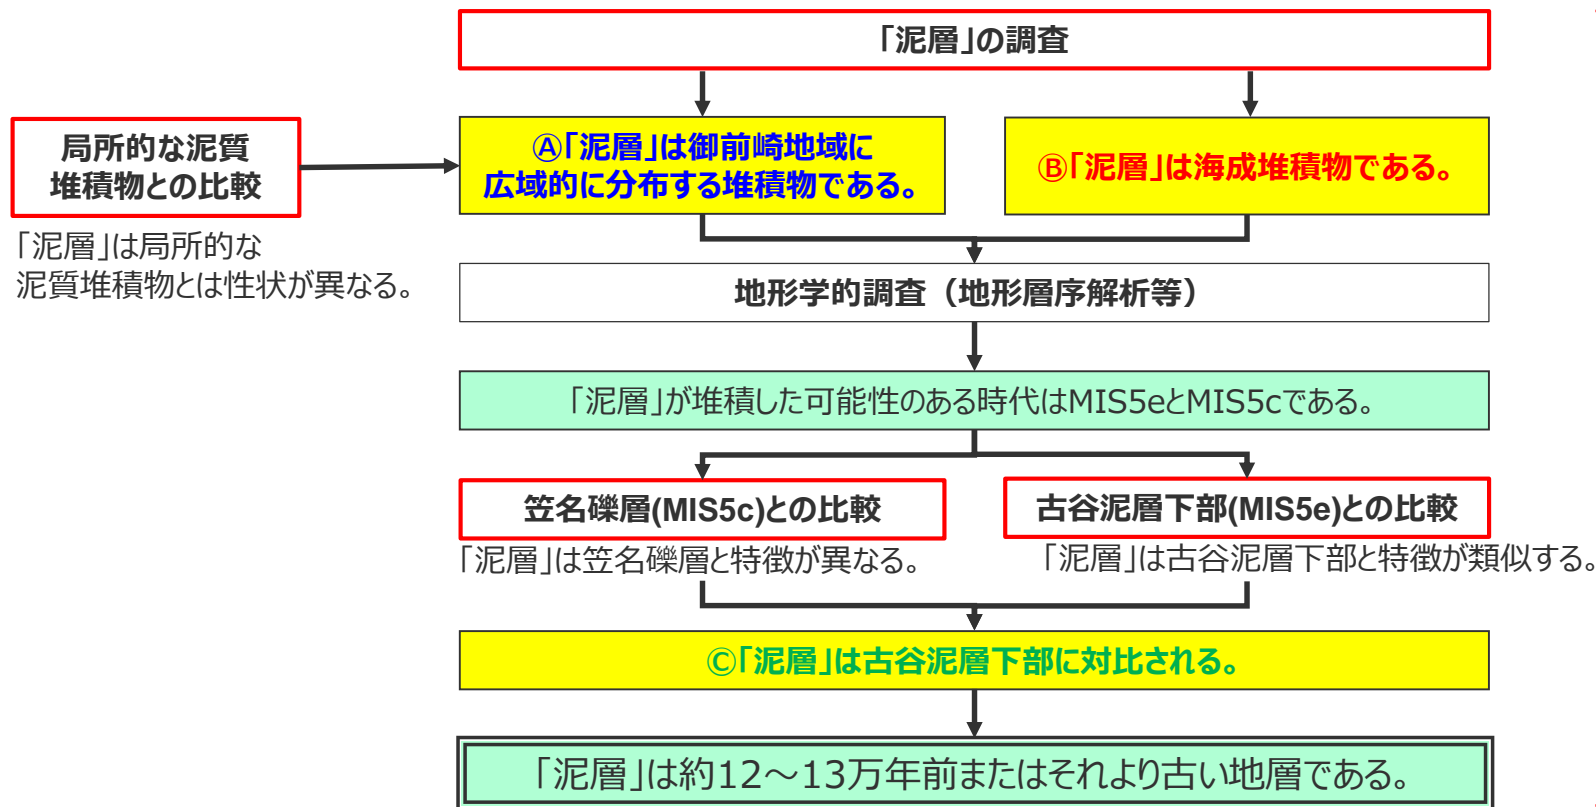 「泥層」の調査
局所的な泥質
堆積物との比較
「泥層」は局所的な
泥質堆積物とは性状が異なる。
Ⓐ「泥層」は御前崎地域に
広域的に分布する堆積物である。
Ⓑ「泥層」は海成堆積物である。
地形学的調査（地形層序解析等）
「泥層」が堆積した可能性のある時代はMIS5eとMIS5cである。
笠名礫層(MIS5c)との比較
「泥層」は笠名礫層と特徴が異なる。
古谷泥層下部(MIS5e)との比較
「泥層」は古谷泥層下部と特徴が類似する。
Ⓒ「泥層」は古谷泥層下部に対比される。
「泥層」は約12～13万年前またはそれより古い地層である。